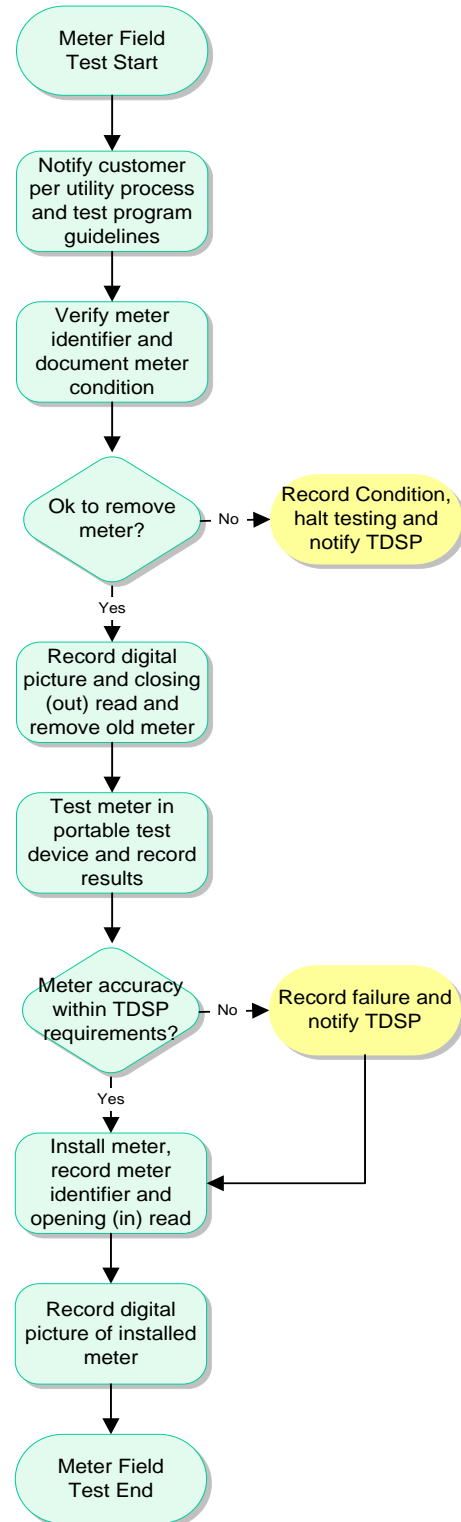 Meter Field
Test Start
Notify customer
per utility process
and test program
guidelines
Verify meter
identifier and
document meter
condition
Ok to remove
meter?
No
Record Condition,
halt testing and
notify TDSP
Yes
Record digital
picture and closing
(out) read and
remove old meter
Test meter in
portable test
device and record
results
Meter accuracy
within TDSP
requirements?
No
Record failure and
notify TDSP
Yes
Install meter,
record meter
identifier and
opening (in) read
Record digital
picture of installed
meter
Meter Field
Test End